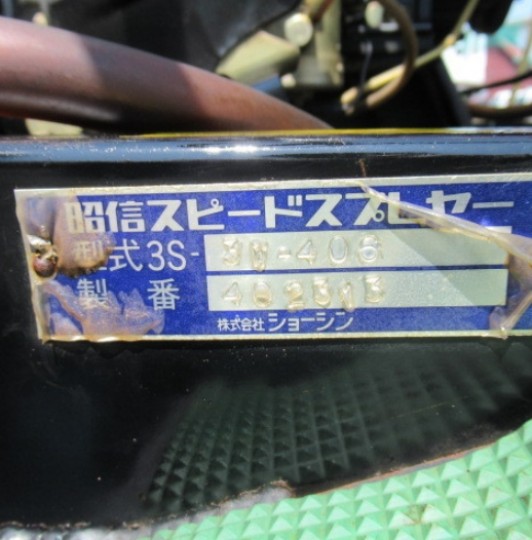 昭信スピードスプレヤー
型式3S-
製番
株式会社 ショーシン